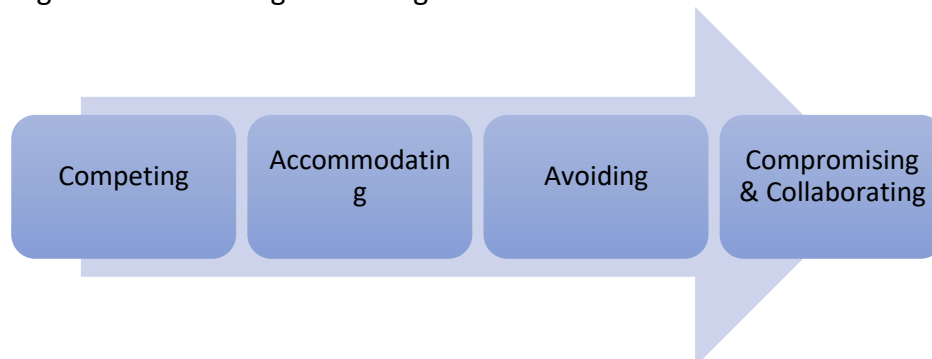 Competing
Accommodatin
g
Avoiding
Compromising
& Collaborating